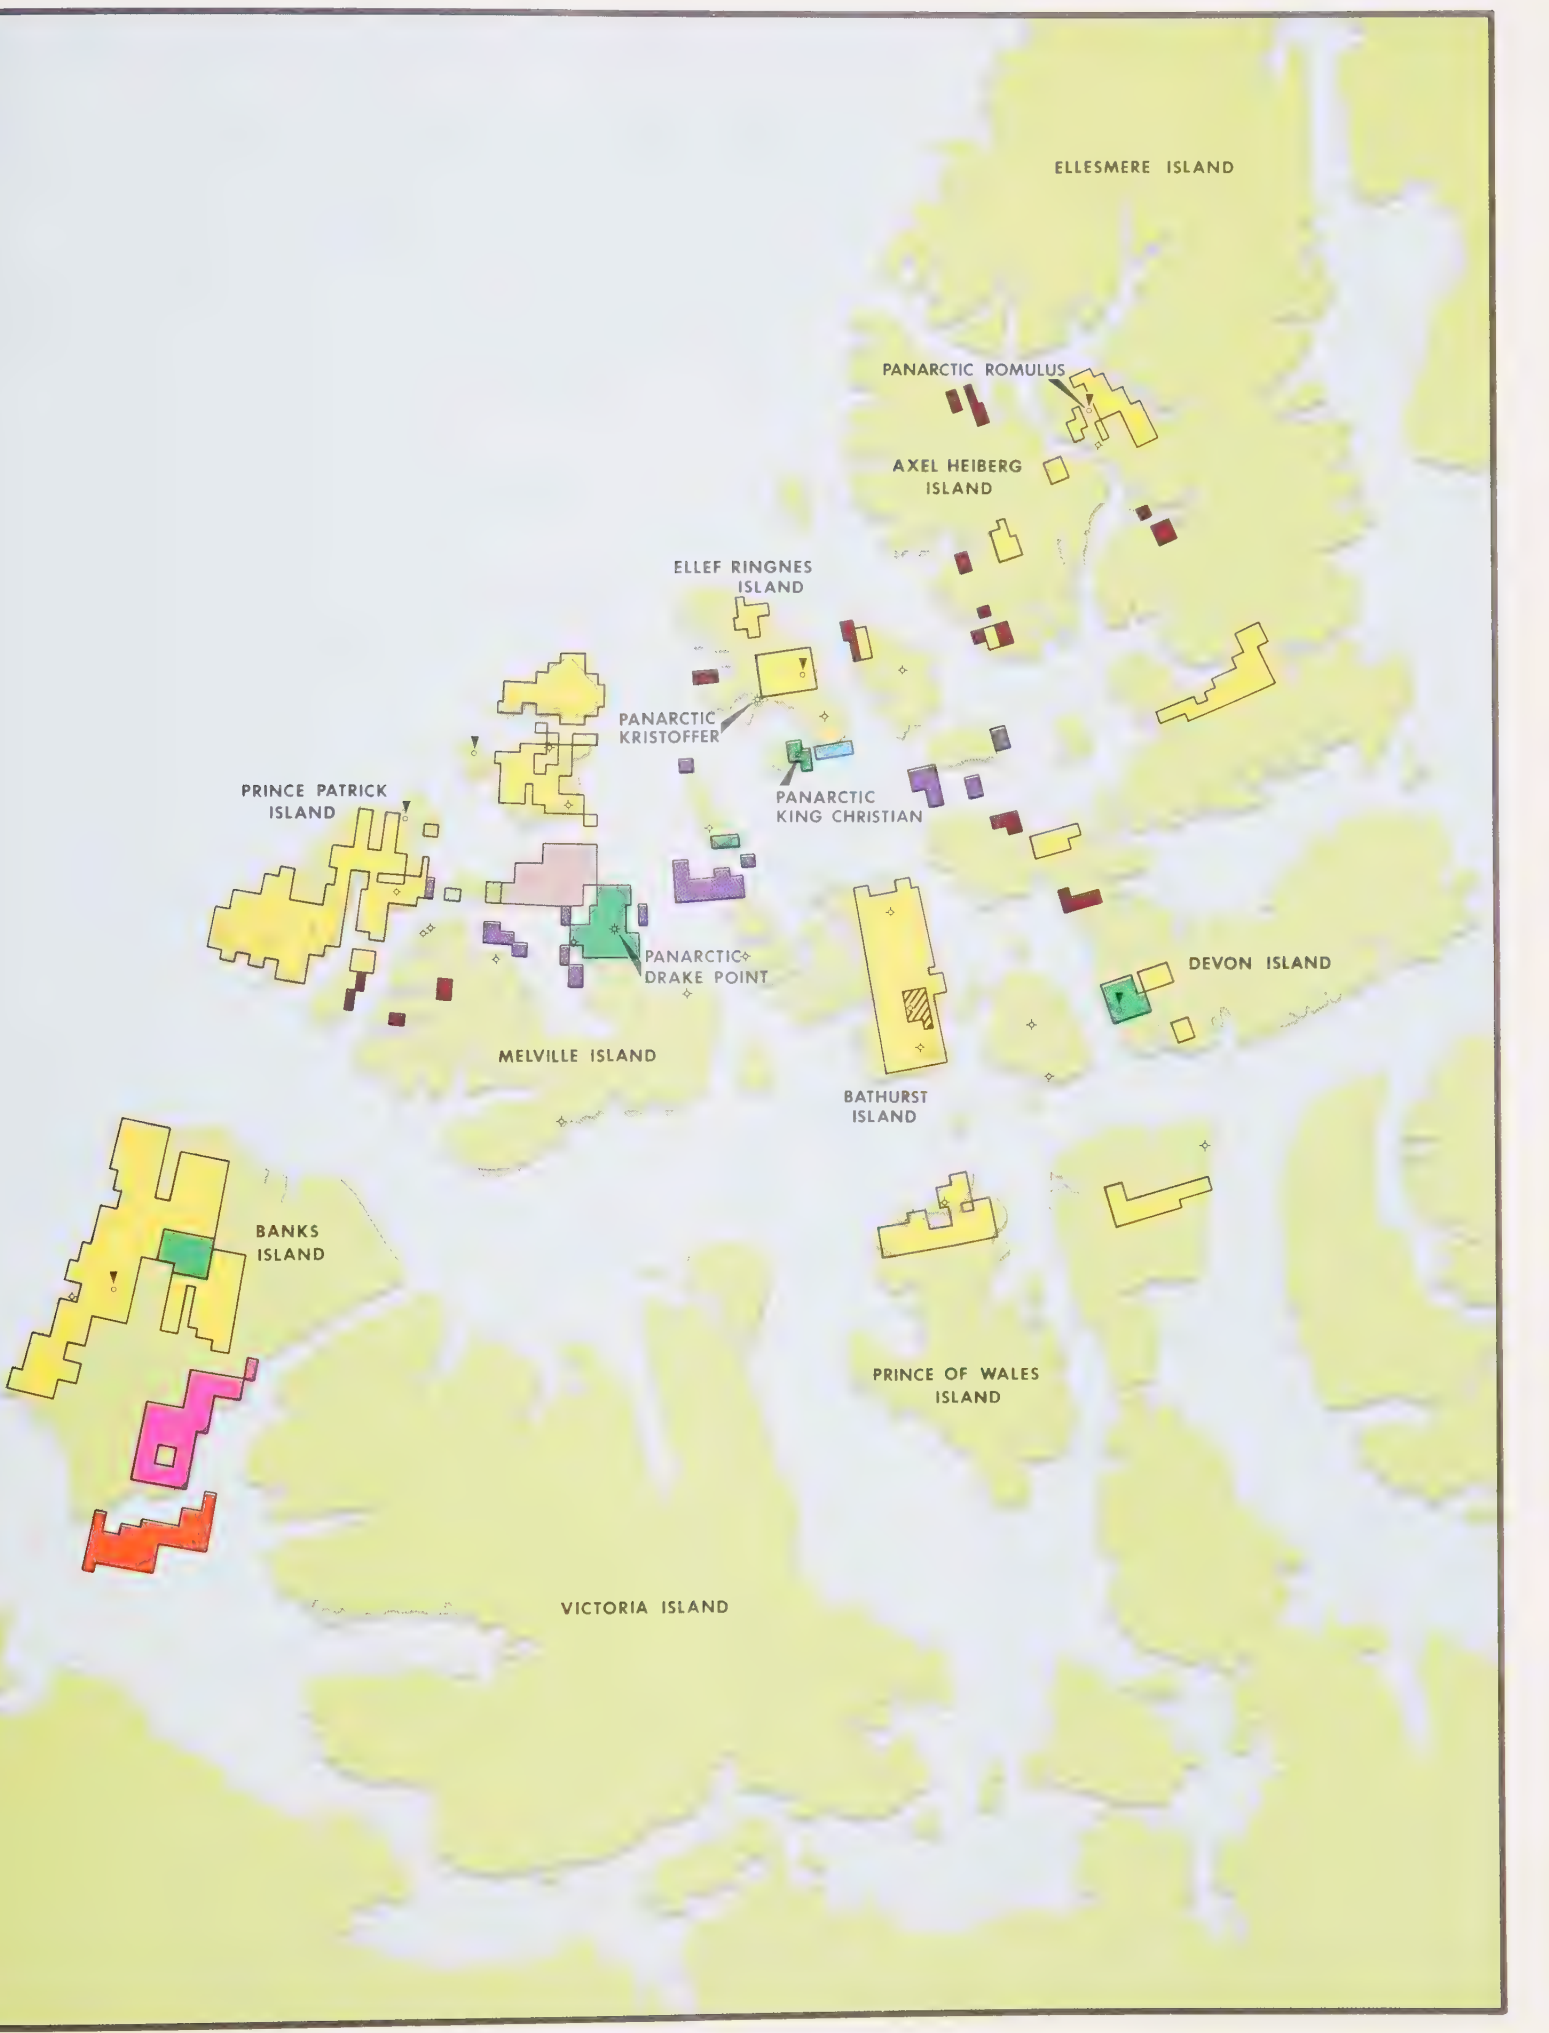 ELLESMERE ISLAND
PANARCTIC ROMULUS
AXEL HEIBERG
ISLAND
ELLEF RINGNES
ISLAND
PANARCTIC
KRISTOFFER
PRINCE PATRICK
ISLAND
PANARCTIC
KING CHRISTIAN
PANARCTIC
DRAKE POINT
DEVON ISLAND
MELVILLE ISLAND
BATHURST
ISLAND
BANKS
ISLAND
PRINCE OF WALES
ISLAND
VICTORIA ISLAND